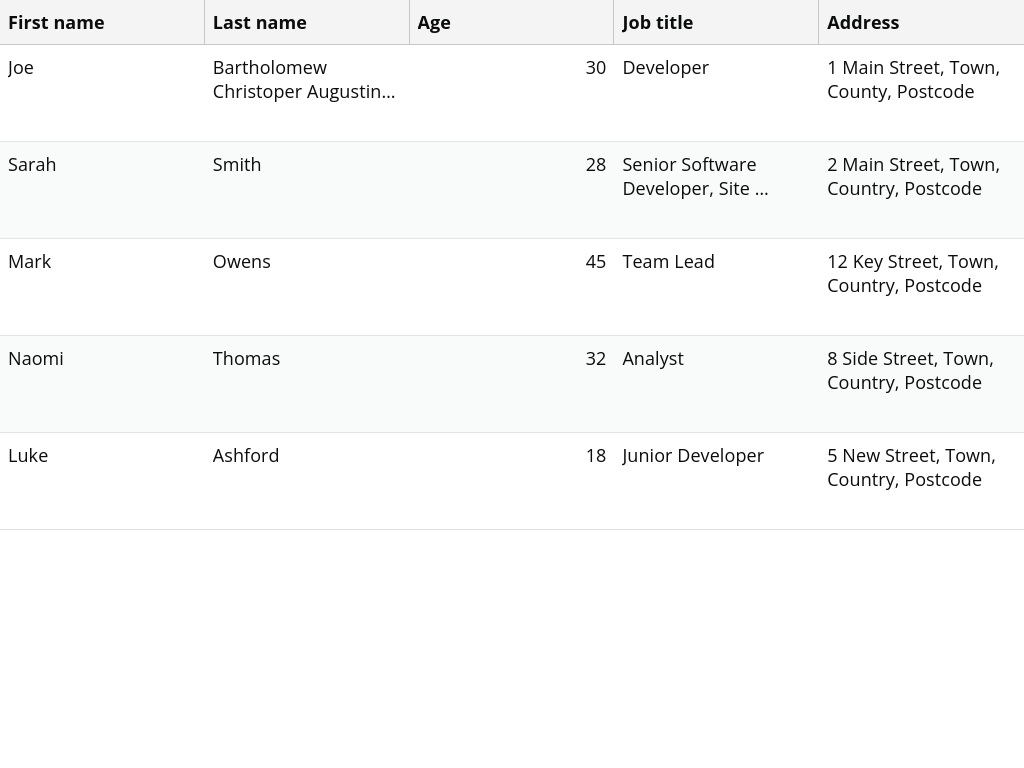 First name Last name Age Job title Address
Joe Bartholomew 30 Developer 1 Main Street, Town,
Christoper Augustin... County, Postcode
Sarah Smith 28 Senior Software 2 Main Street, Town,
Developer, Site ... Country, Postcode
Mark Owens 45 Team Lead 12 Key Street, Town,
Country, Postcode
Naomi Thomas 32 Analyst 8 Side Street, Town,
Country, Postcode
Luke Ashford 18 Junior Developer 5 New Street, Town,
Country, Postcode